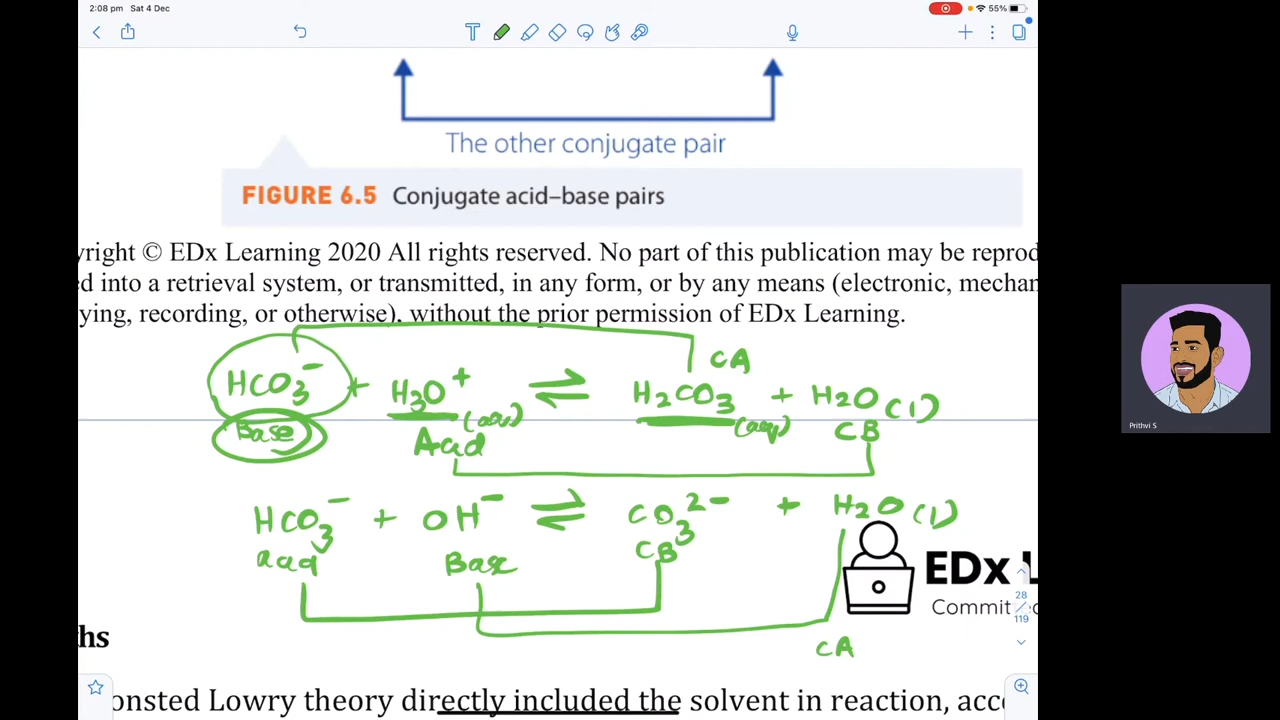 2:08 pm Sat 4 Dec
55%
T
The other conjugate pair
FIGURE 6.5 Conjugate acid–base pairs
yright © EDx Learning 2020 All rights reserved. No part of this publication may be reprod
ed into a retrieval system, or transmitted, in any form, or by any means (electronic, mechan
ying, recording, or otherwise), without the prior permission of EDx Learning.
CA
HCO₃⁻ + H₃O⁺ (aq) ⇌ H₂CO₃ (aq) + H₂O (l)
Base Acid CB
HCO₃⁻ + OH⁻ ⇌ CO₃²⁻ + H₂O (l)
acid Base CB
CA
EDx L
Commit
28
119
hs
onsted Lowry theory directly included the solvent in reaction, acc
Prithvi S